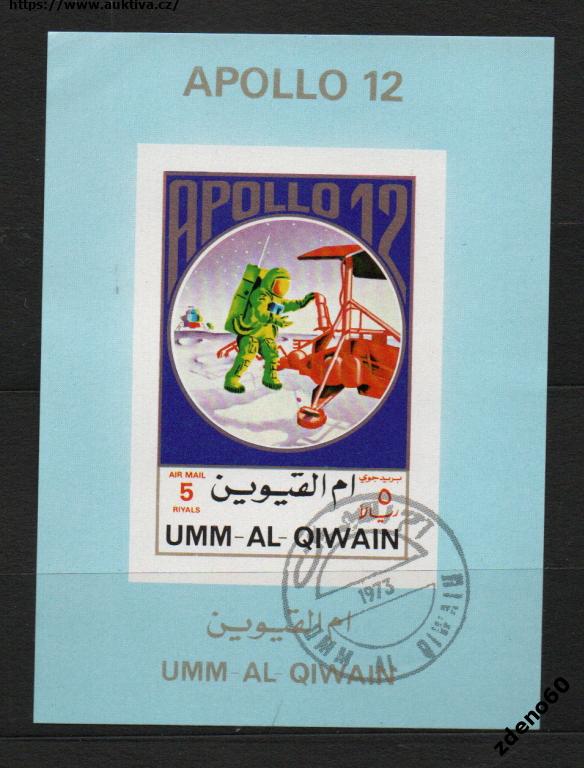 https://www.auktiva.cz/
APOLLO 12
APOLLO 12
AIR MAIL
5
RIYALS
ام القيوين
بريد جوي
٥
ريالا
UMM-AL-QIWAIN
1973
ام القيوين
UMM-AL-QIWAIN
zdeno60